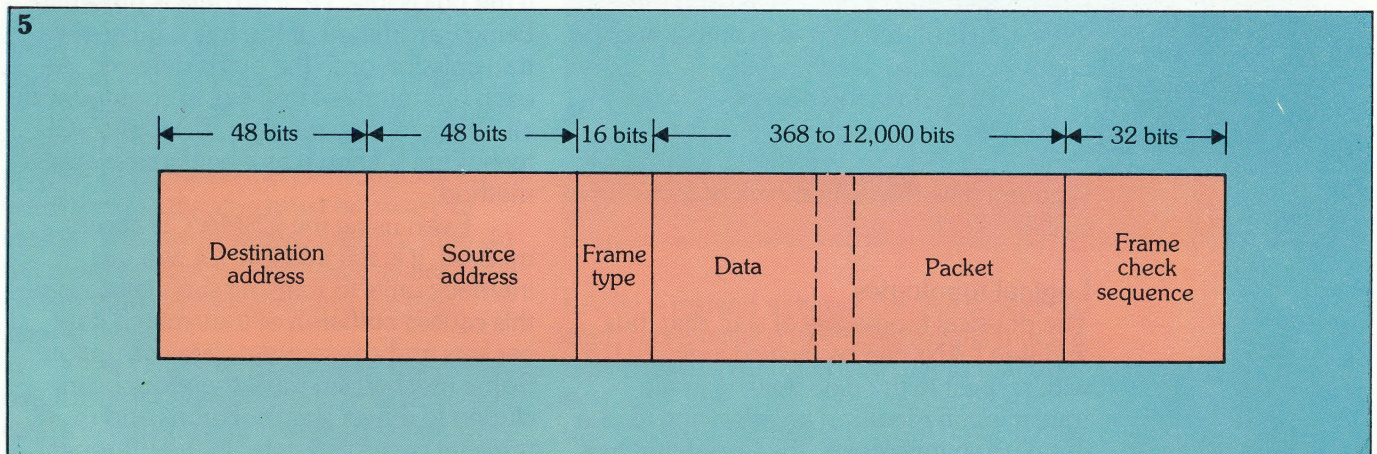 5
48 bits 48 bits 16 bits 368 to 12,000 bits 32 bits
Destination
address
Source
address
Frame
type
Data
Packet
Frame
check
sequence